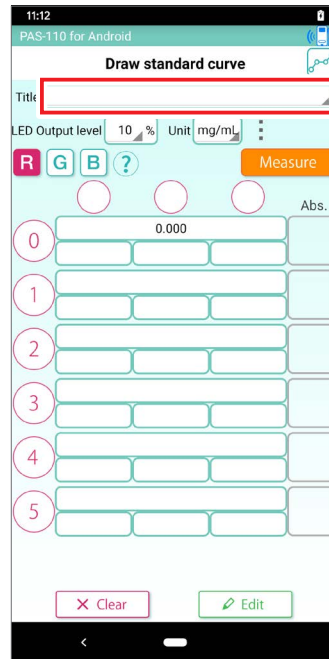 11:12
PAS-110 for Android
Draw standard curve
Title
LED Output level 10 % Unit mg/mL
R G B ? Measure
Abs.
0 0.000
1
2
3
4
5
× Clear Edit